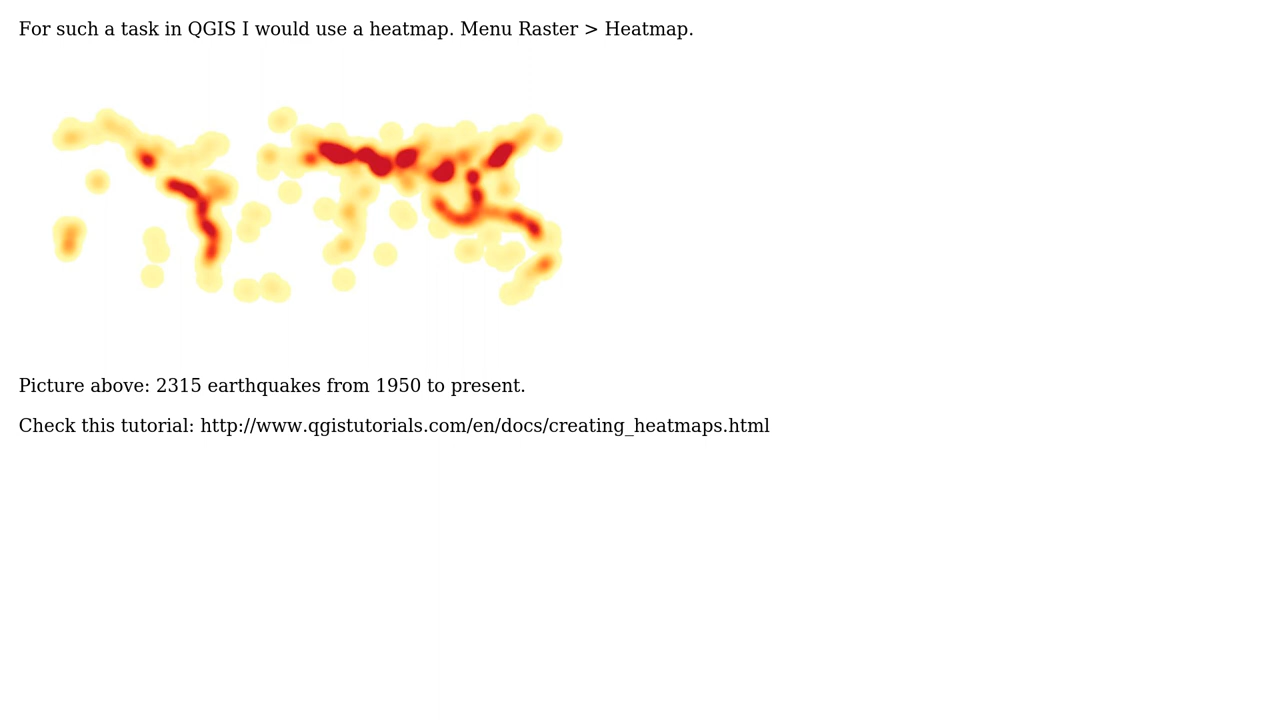 For such a task in QGIS I would use a heatmap. Menu Raster > Heatmap.
Picture above: 2315 earthquakes from 1950 to present.
Check this tutorial: http://www.qgistutorials.com/en/docs/creating_heatmaps.html